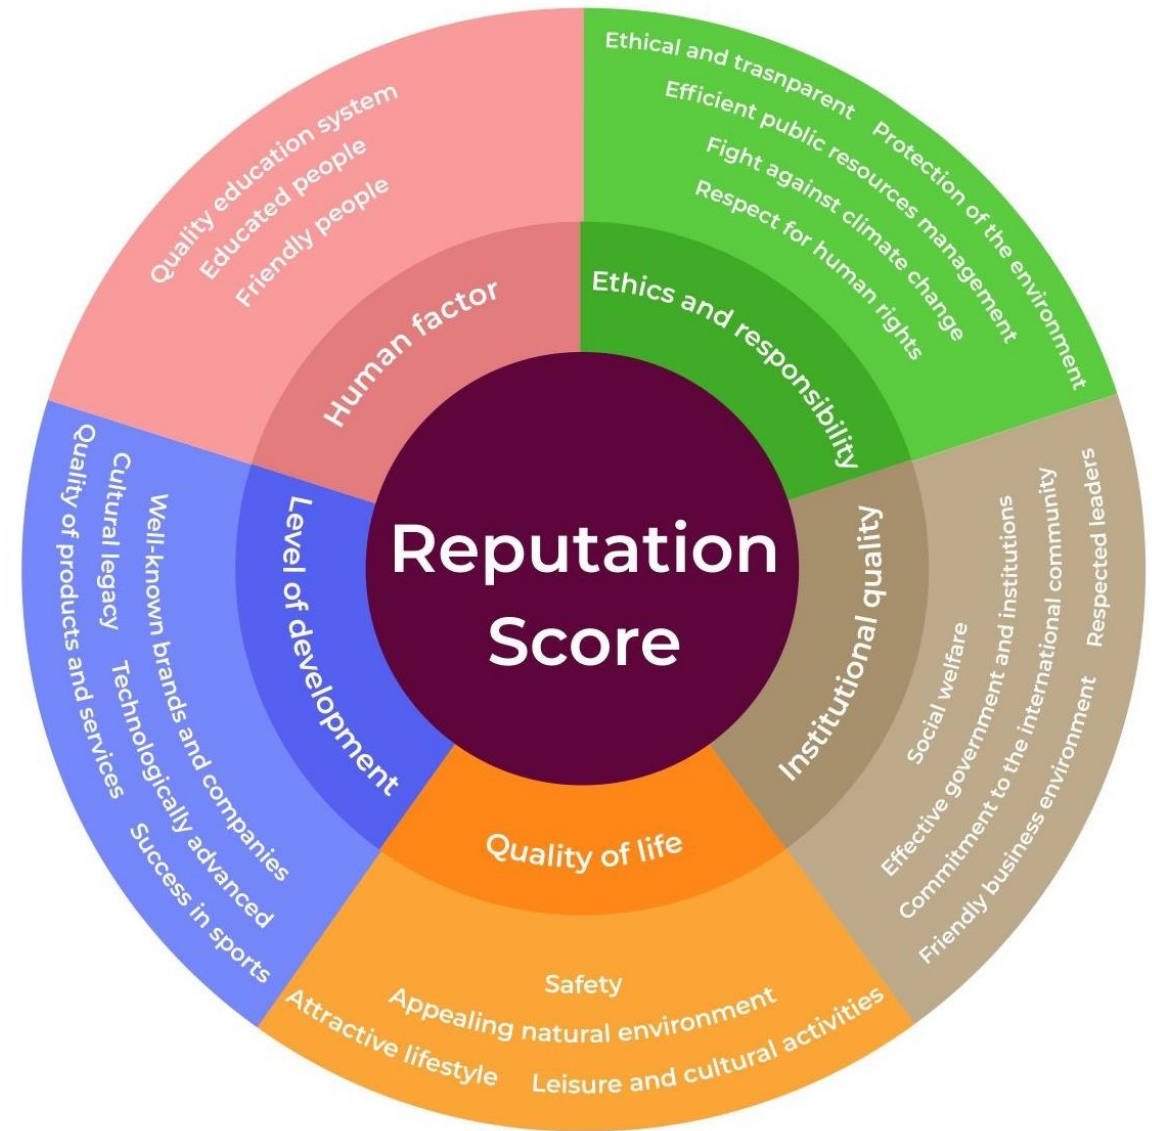 Reputation
Score
Ethics and responsibility
Ethical and trasnparent
Protection of the environment
Efficient public resources management
Fight against climate change
Respect for human rights
Institutional quality
Respected leaders
Friendly business environment
Commitment to the international community
Effective government and institutions
Social welfare
Quality of life
Safety
Appealing natural environment
Attractive lifestyle
Leisure and cultural activities
Level of development
Well-known brands and companies
Cultural legacy
Technologically advanced
Quality of products and services
Success in sports
Human factor
Quality education system
Educated people
Friendly people